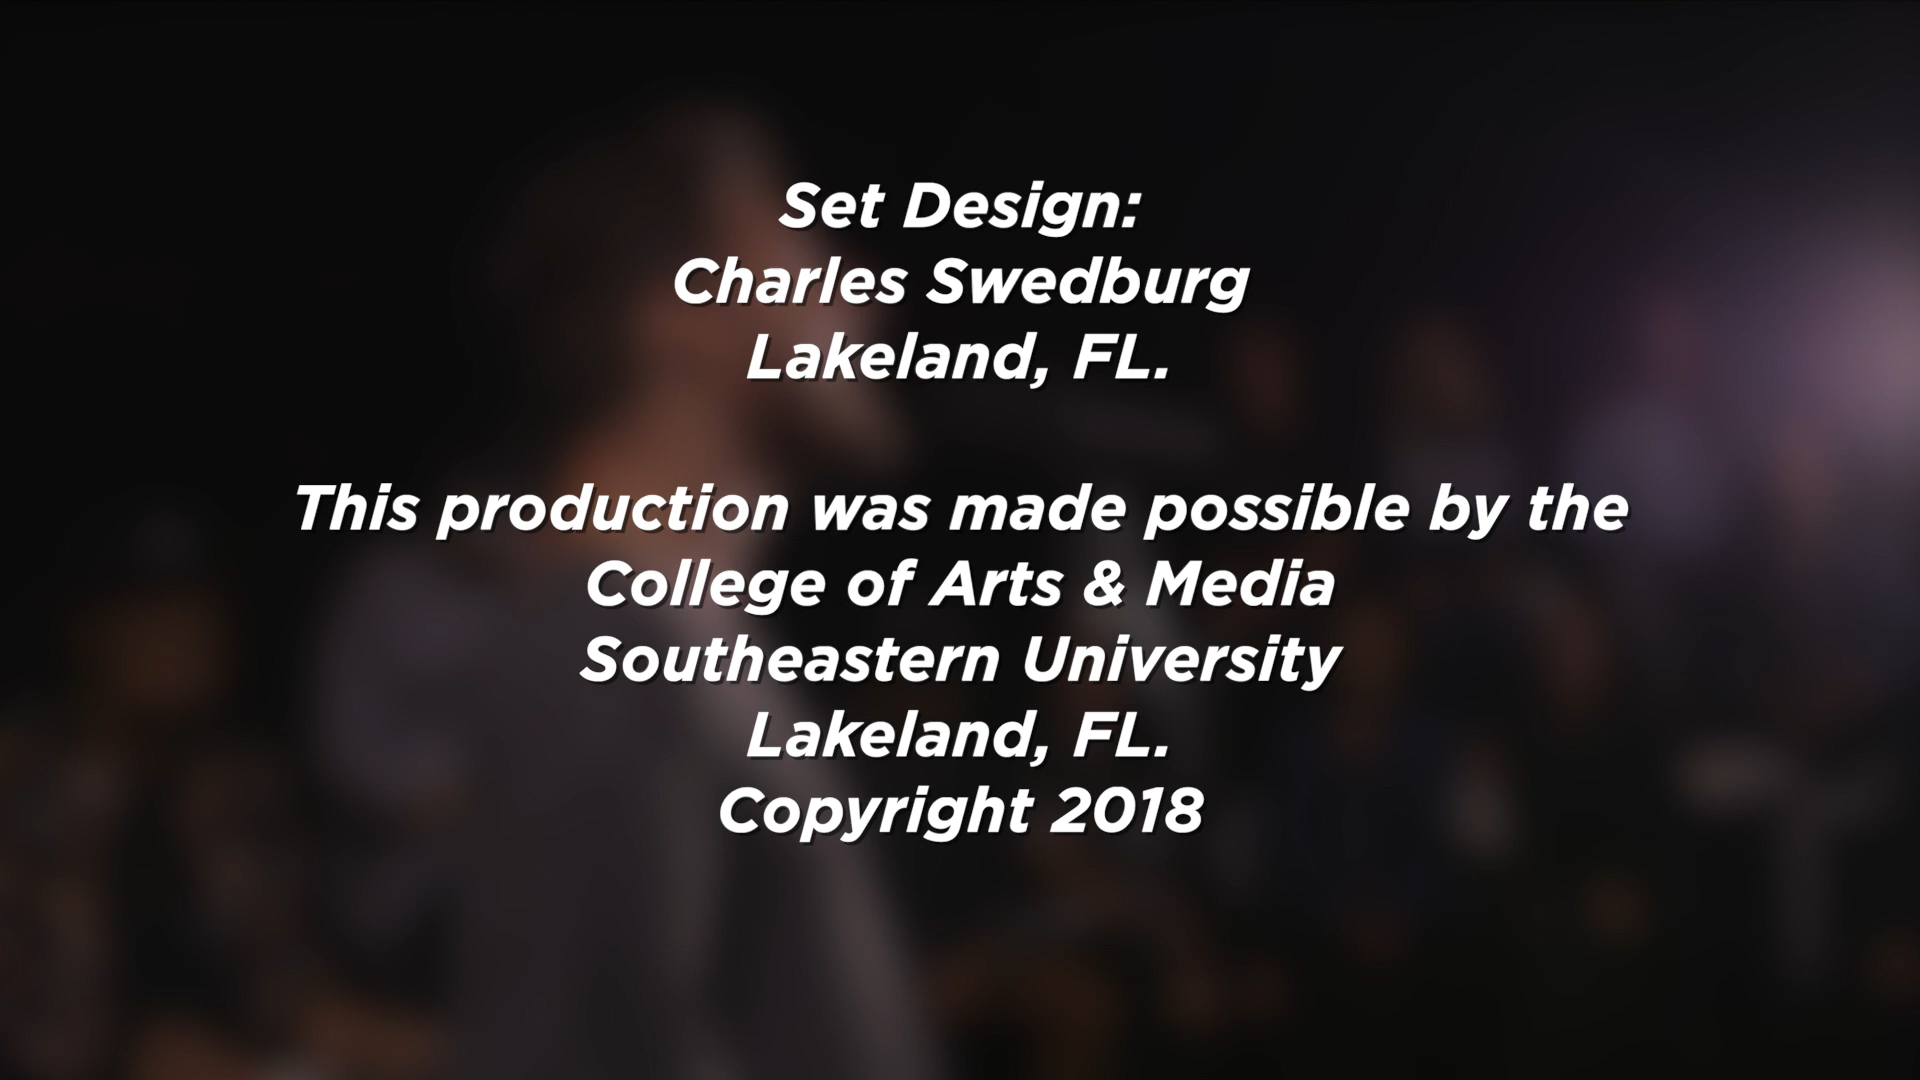 Set Design:
Charles Swedburg
Lakeland, FL.
This production was made possible by the
College of Arts & Media
Southeastern University
Lakeland, FL.
Copyright 2018